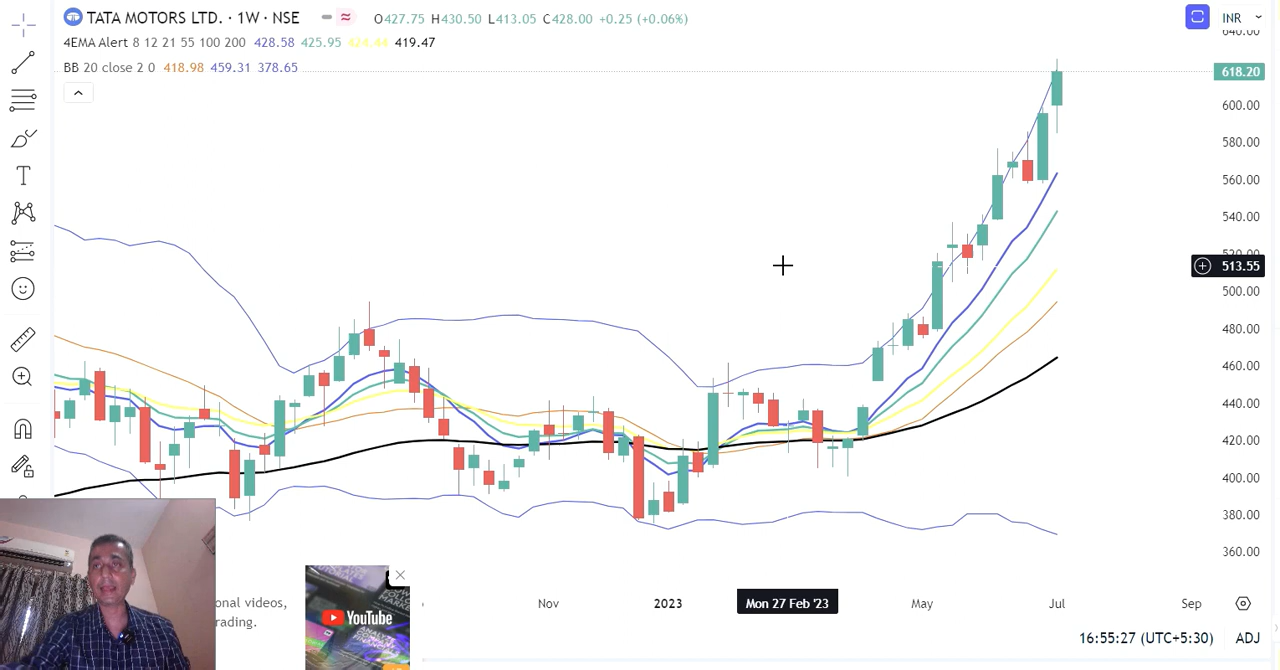 TATA MOTORS LTD. · 1W · NSE
O427.75 H430.50 L413.05 C428.00 +0.25 (+0.06%)
INR
4EMA Alert 8 12 21 55 100 200 428.58 425.95 424.44 419.47
BB 20 close 2 0 418.98 459.31 378.65
640.00
618.20
600.00
580.00
560.00
540.00
520.00
513.55
500.00
480.00
460.00
440.00
420.00
400.00
380.00
360.00
Nov 2023 Mon 27 Feb '23 May Jul Sep
onal videos,
rading.
YouTube
16:55:27 (UTC+5:30) ADJ